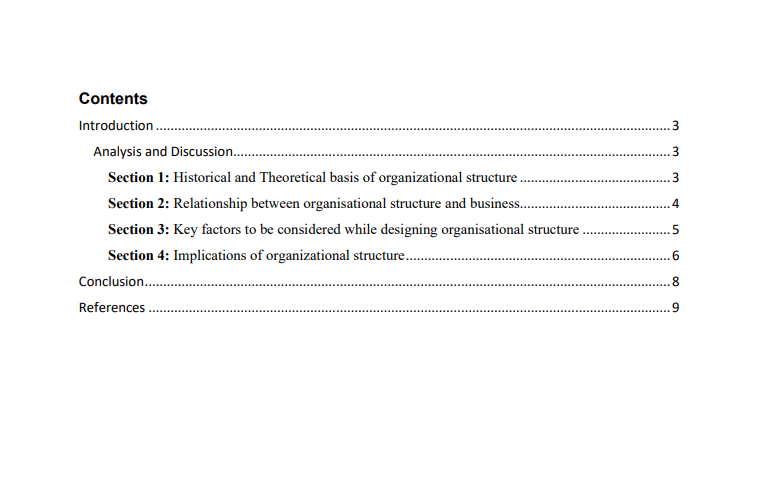 Contents
Introduction ........................................................................................................................................ 3
Analysis and Discussion.................................................................................................................... 3
Section 1: Historical and Theoretical basis of organizational structure ........................................ 3
Section 2: Relationship between organisational structure and business........................................ 4
Section 3: Key factors to be considered while designing organisational structure ....................... 5
Section 4: Implications of organizational structure....................................................................... 6
Conclusion.......................................................................................................................................... 8
References .......................................................................................................................................... 9